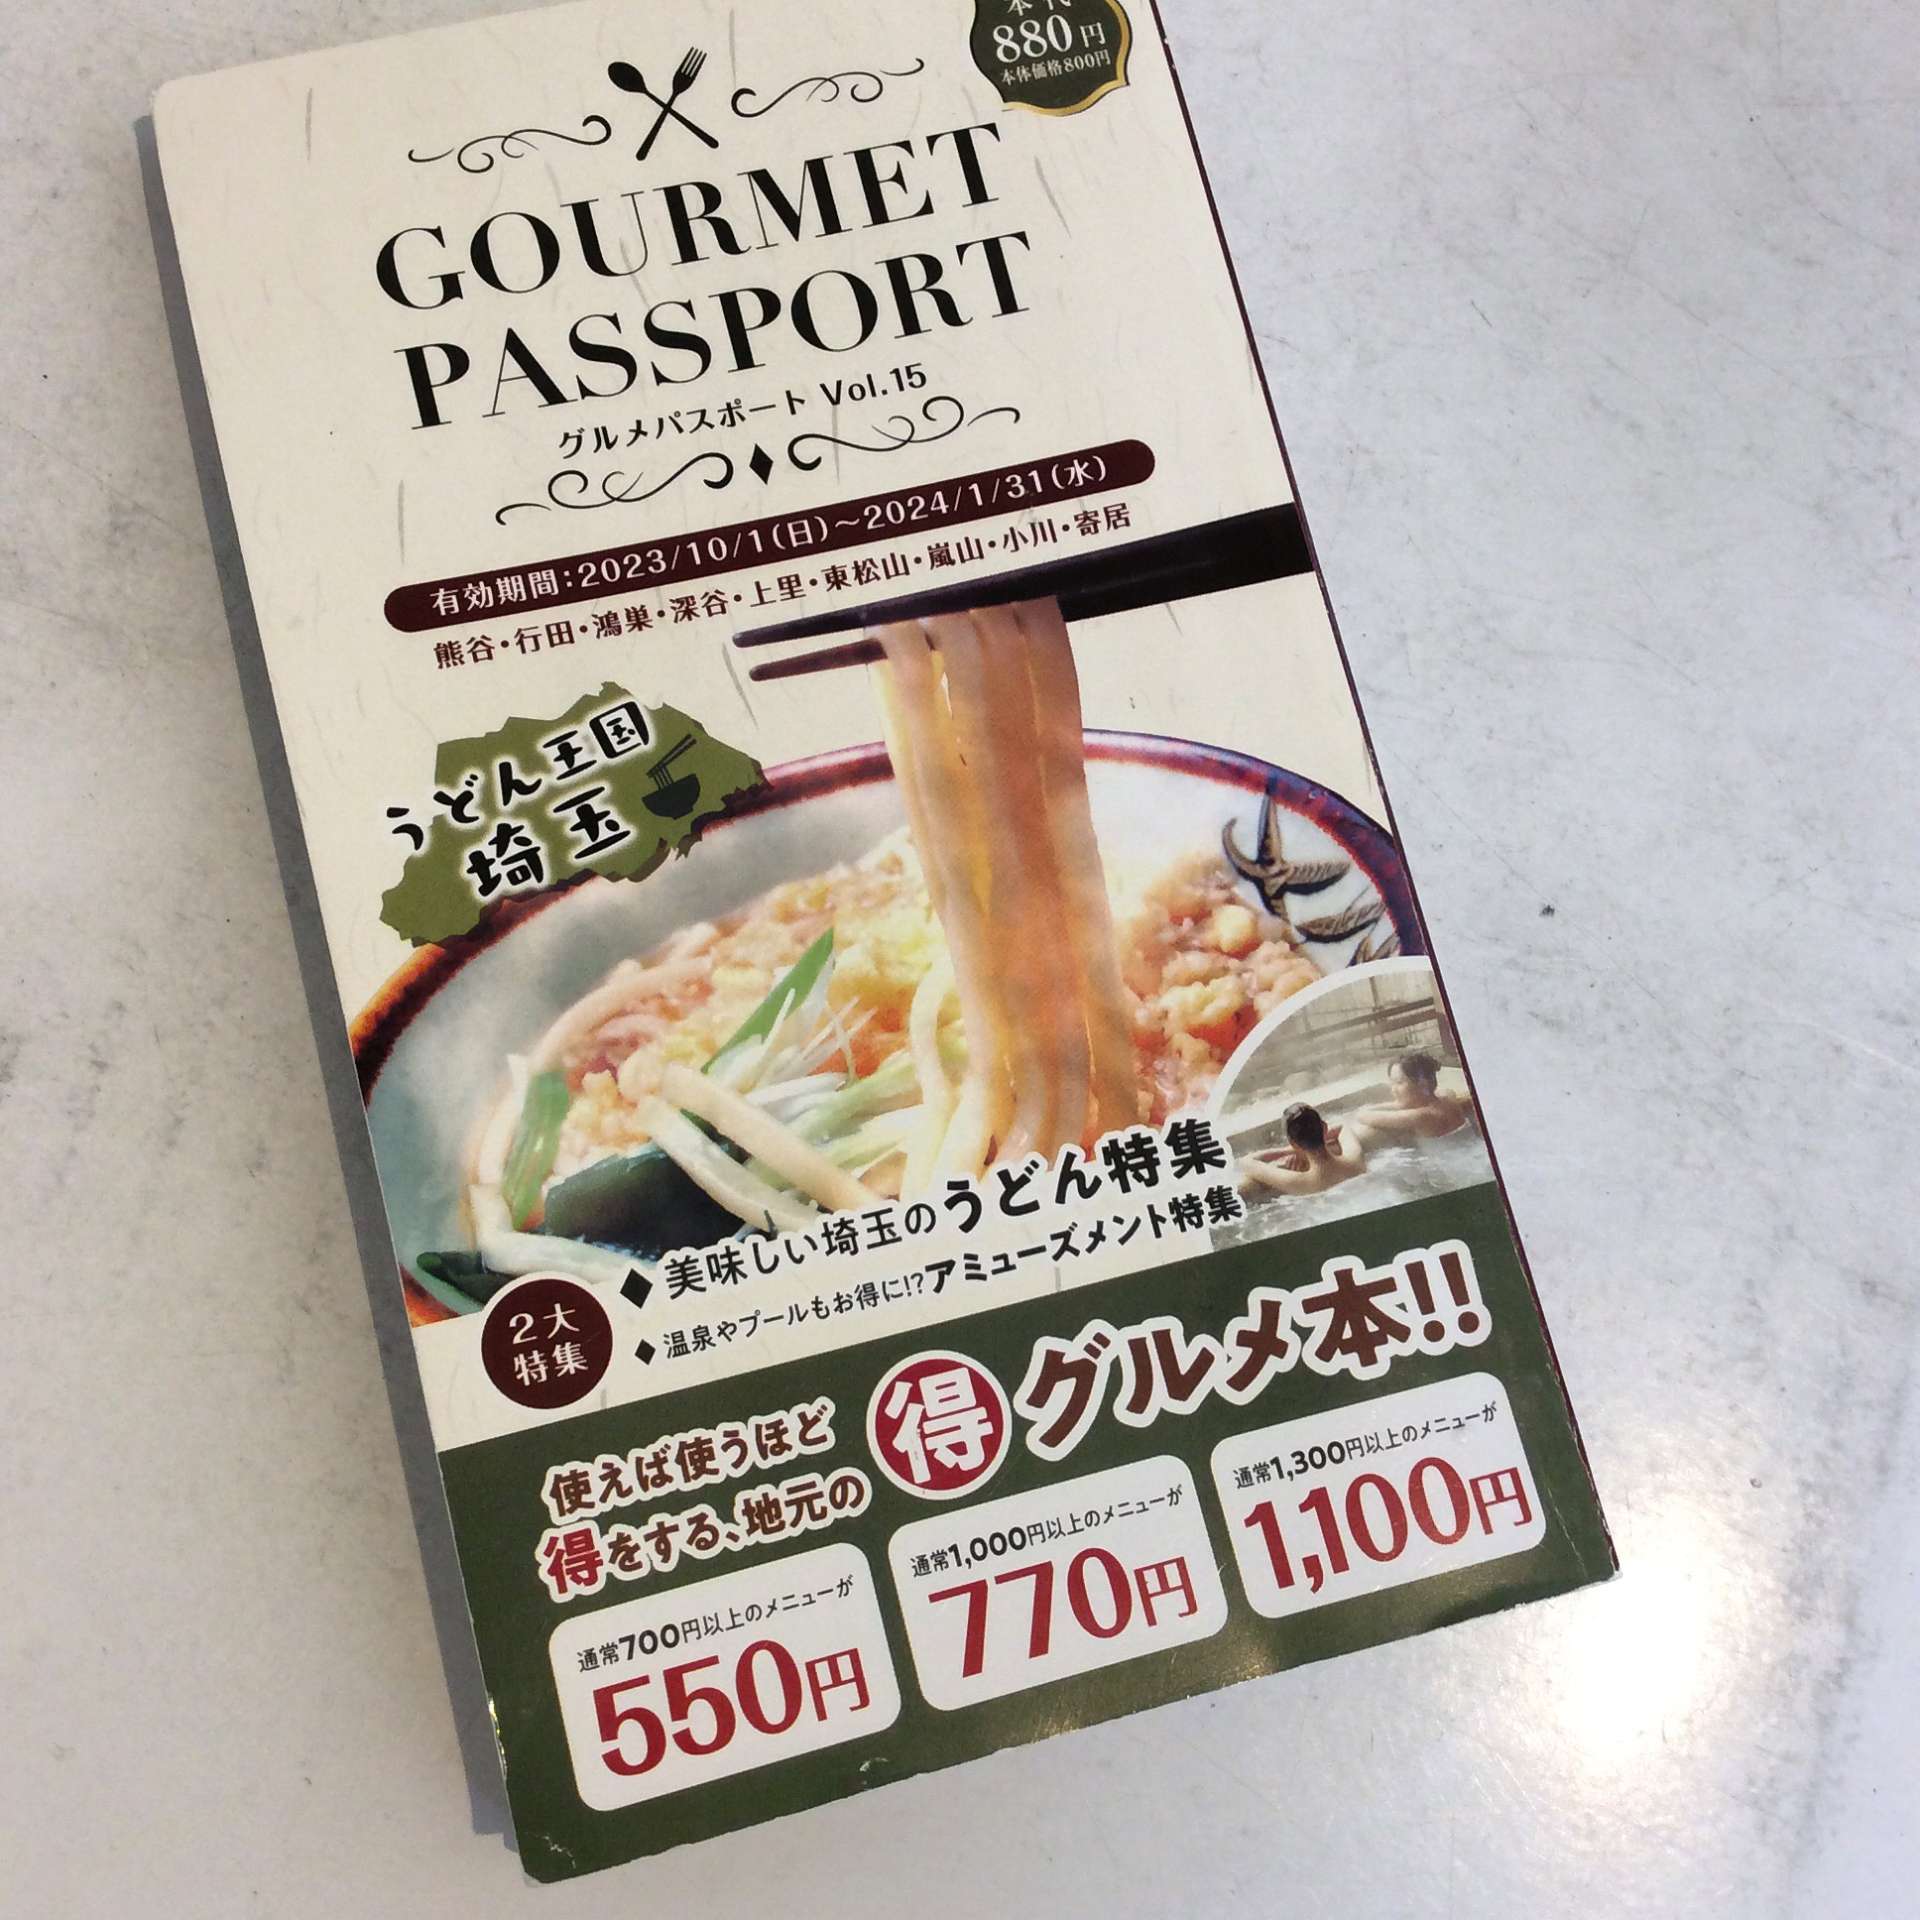 本代
880円
本体価格800円
GOURMET
PASSPORT
グルメパスポート Vol.15
有効期間:2023/10/1(日)～2024/1/31(水)
熊谷・行田・鴻巣・深谷・上里・東松山・嵐山・小川・寄居
うどん王国
埼玉
2大
特集
◆美味しい埼玉のうどん特集
◆温泉やプールもお得に!?アミューズメント特集
使えば使うほど
得をする、地元の
得グルメ本!!
通常700円以上のメニューが
550円
通常1,000円以上のメニューが
770円
通常1,300円以上のメニューが
1,100円